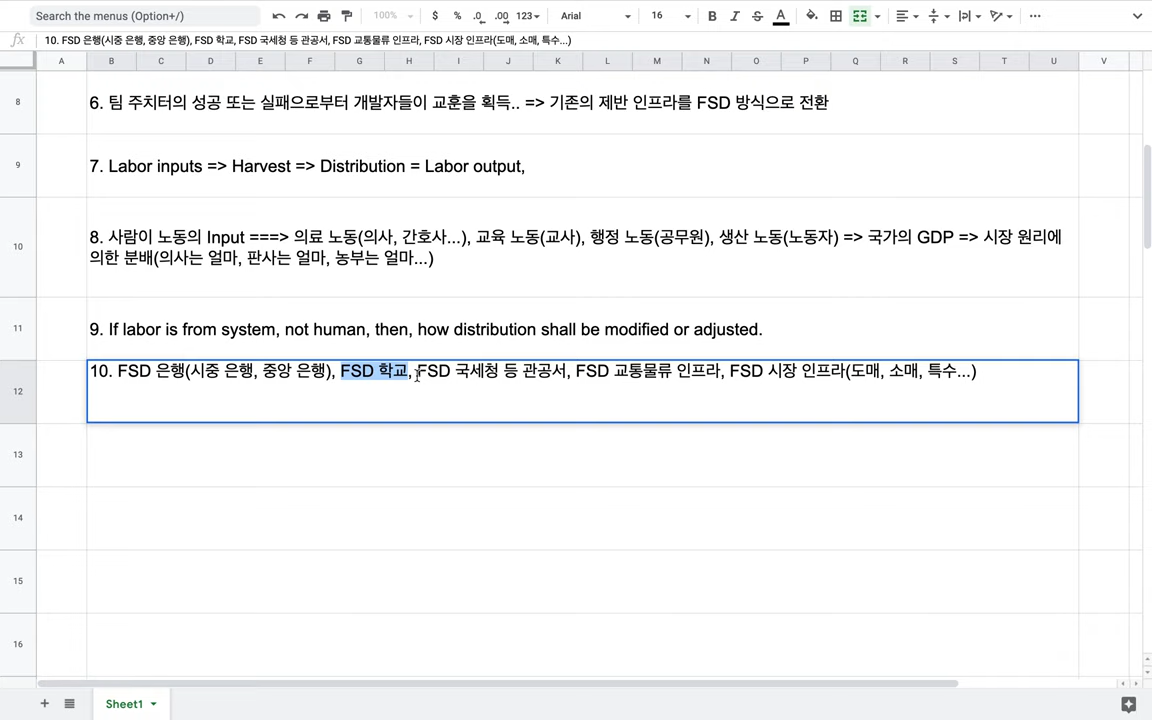 Search the menus (Option+/)
100%
$ % .0 .00 123
Arial
16
B I S A
fx
10. FSD 은행(시중 은행, 중앙 은행), FSD 학교, FSD 국세청 등 관공서, FSD 교통물류 인프라, FSD 시장 인프라(도매, 소매, 특수...)
A B C D E F G H I J K L M N O P Q R S T U V
8
6. 팀 주치터의 성공 또는 실패으로부터 개발자들이 교훈을 획득.. => 기존의 제반 인프라를 FSD 방식으로 전환
9
7. Labor inputs => Harvest => Distribution = Labor output,
10
8. 사람이 노동의 Input ===> 의료 노동(의사, 간호사...), 교육 노동(교사), 행정 노동(공무원), 생산 노동(노동자) => 국가의 GDP => 시장 원리에
의한 분배(의사는 얼마, 판사는 얼마, 농부는 얼마...)
11
9. If labor is from system, not human, then, how distribution shall be modified or adjusted.
12
10. FSD 은행(시중 은행, 중앙 은행), FSD 학교, FSD 국세청 등 관공서, FSD 교통물류 인프라, FSD 시장 인프라(도매, 소매, 특수...)
13
14
15
16
Sheet1